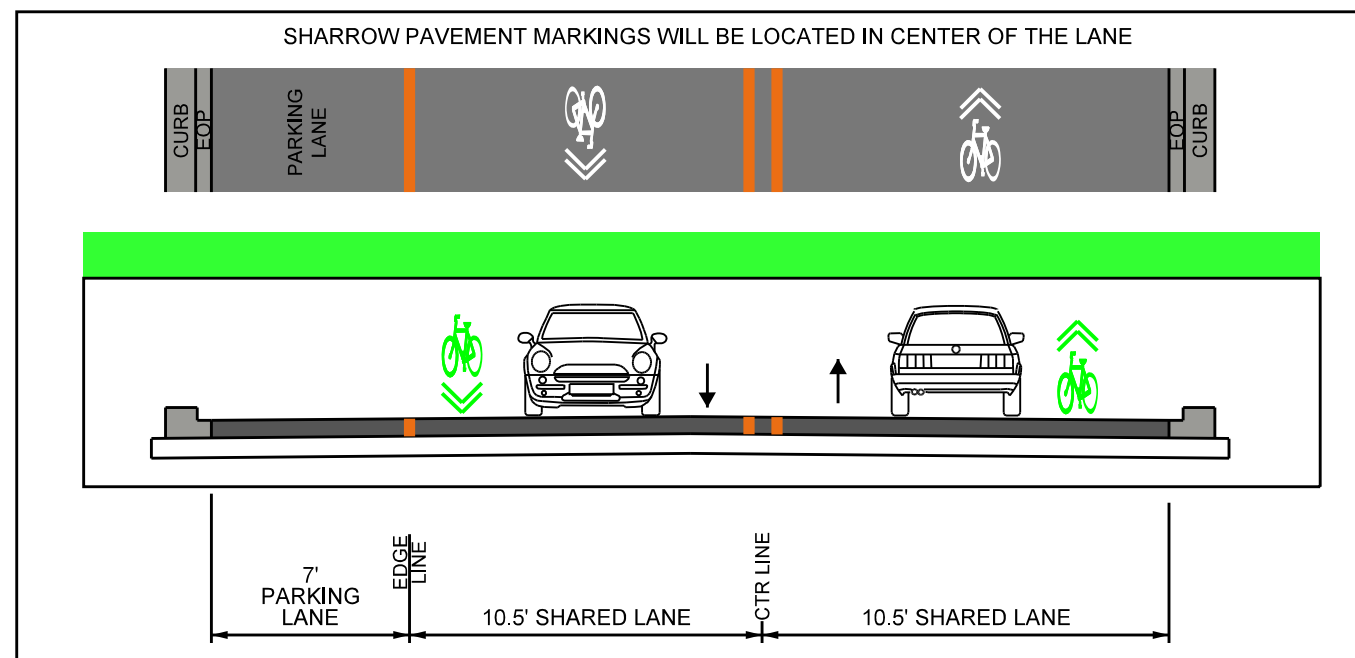 SHARROW PAVEMENT MARKINGS WILL BE LOCATED IN CENTER OF THE LANE
CURB
EOP
PARKING
LANE
EOP
CURB
7'
PARKING
LANE
EDGE
LINE
10.5' SHARED LANE
CTR LINE
10.5' SHARED LANE